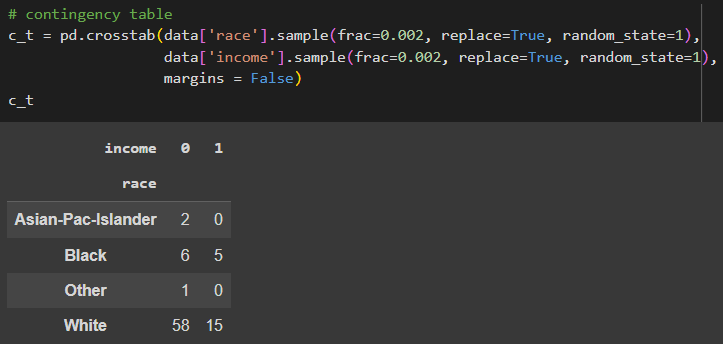 # contingency table
c_t = pd.crosstab(data['race'].sample(frac=0.002, replace=True, random_state=1),
data['income'].sample(frac=0.002, replace=True, random_state=1),
margins = False)
c_t
income 0 1
race
Asian-Pac-Islander 2 0
Black 6 5
Other 1 0
White 58 15